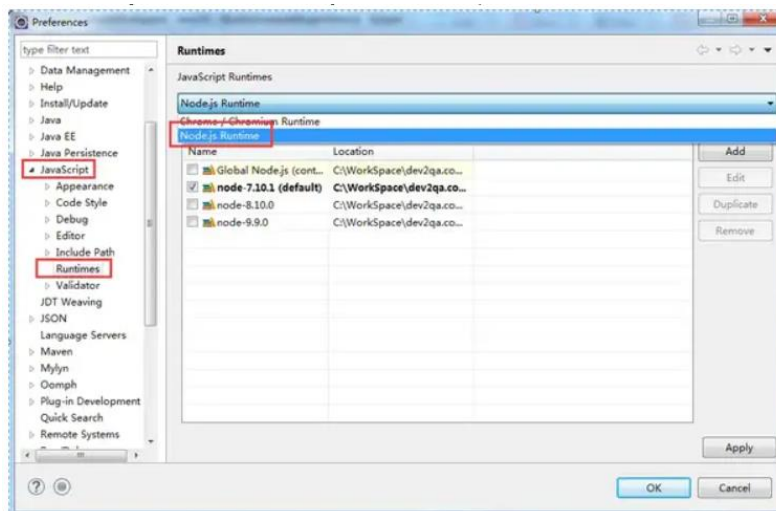 Preferences
type filter text
Data Management
Help
Install/Update
Java
Java EE
Java Persistence
JavaScript
Appearance
Code Style
Debug
Editor
Include Path
Runtimes
Validator
JDT Weaving
JSON
Language Servers
Maven
Mylyn
Oomph
Plug-in Development
Quick Search
Remote Systems
Runtimes
JavaScript Runtimes
Node.js Runtime
Chrome / Chromium Runtime
Node.js Runtime
Name Location
Global Node.js (cont... C:\WorkSpace\dev2qa.co...
node-7.10.1 (default) C:\WorkSpace\dev2qa.co...
node-8.10.0 C:\WorkSpace\dev2qa.co...
node-9.9.0 C:\WorkSpace\dev2qa.co...
Add
Edit
Duplicate
Remove
Apply
OK Cancel